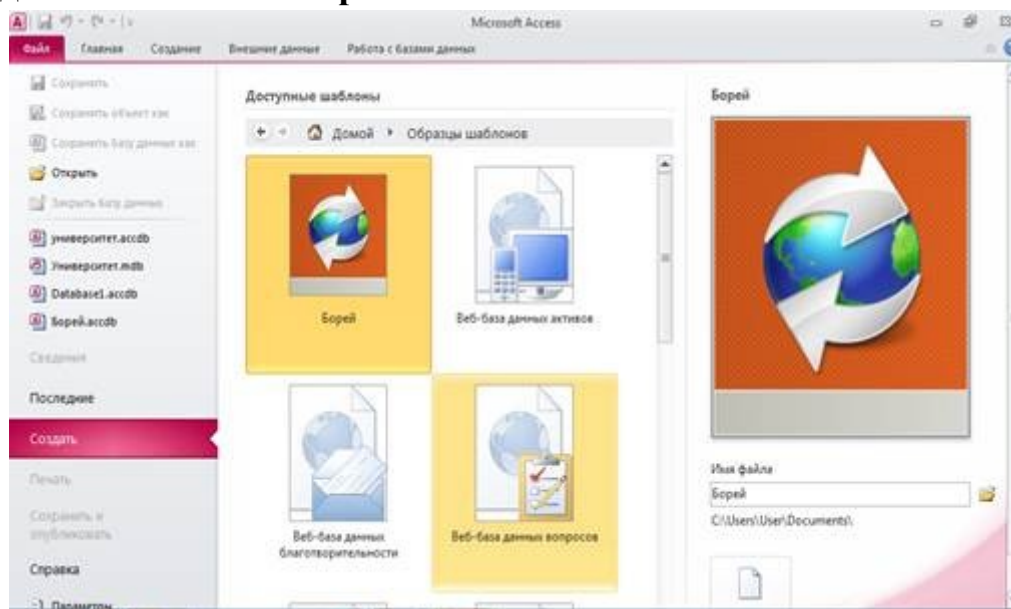 Microsoft Access
Файл Главная Создание Внешние данные Работа с базами данных
Сохранить
Сохранить объект как
Сохранить базу данных как
Открыть
Закрыть базу данных
университет.accdb
Университет.mdb
Database1.accdb
Борей.accdb
Сведения
Последние
Создать
Печать
Сохранить и
опубликовать
Справка
Параметры
Доступные шаблоны
Домой Образцы шаблонов
Борей
Веб-база данных активов
Веб-база данных
благотворительности
Веб-база данных вопросов
Борей
Имя файла
Борей
C:\Users\User\Documents\